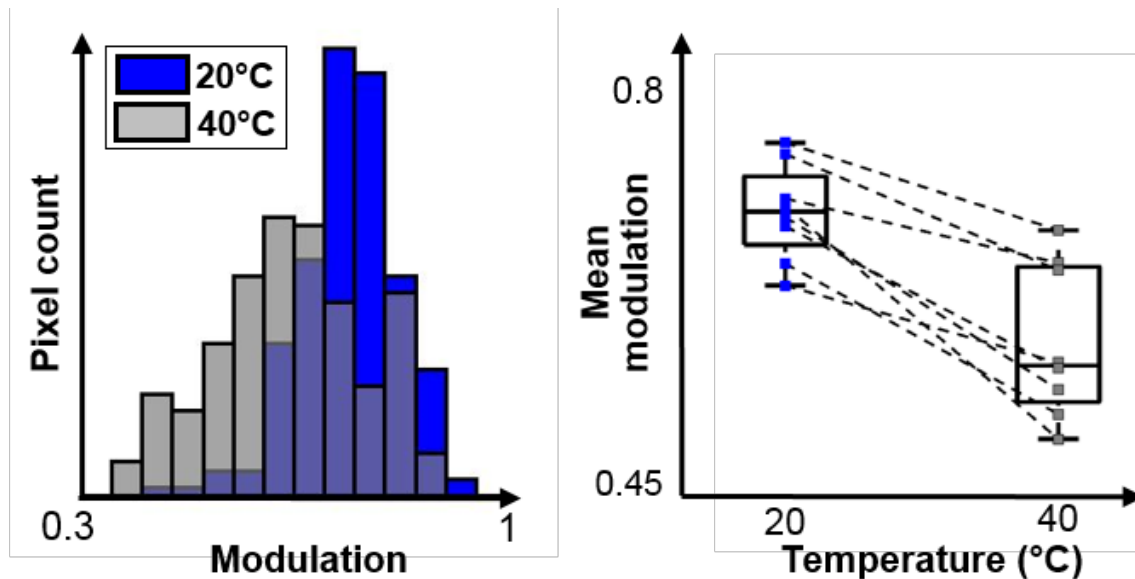 20°C
40°C
Pixel count
0.3
1
Modulation
0.8
Mean
modulation
0.45
20
40
Temperature (°C)